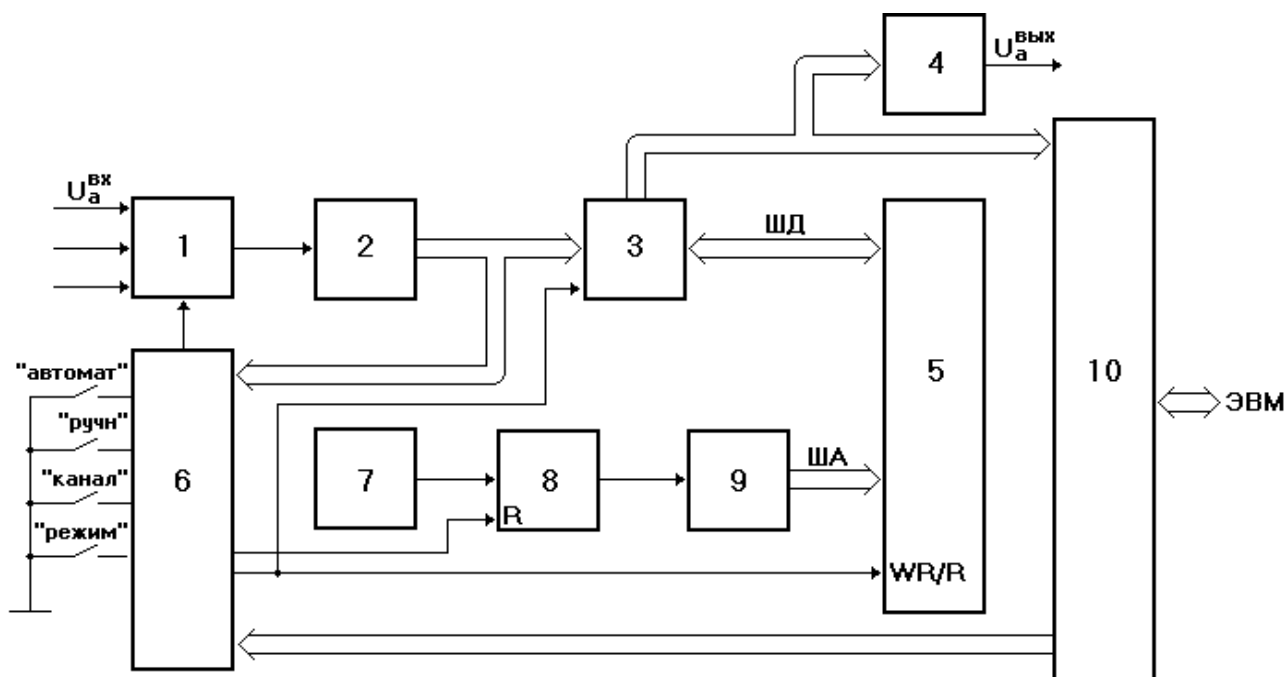 4
U_a^вых
U_a^вх
1
2
3
ШД
"автомат"
"ручн"
"канал"
"режим"
6
5
10
ЭВМ
7
8
R
9
ША
WR/R